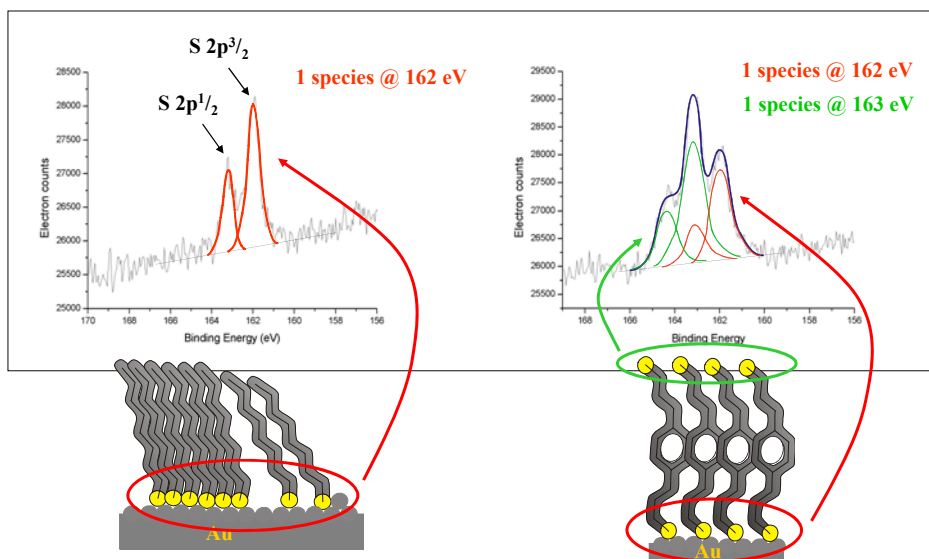 S 2p³/₂
1 species @ 162 eV
S 2p¹/₂
28500
28000
27500
27000
26500
26000
25500
25000
Electron counts
170 168 166 164 162 160 158 156
Binding Energy (eV)
1 species @ 162 eV
1 species @ 163 eV
29500
29000
28500
28000
27500
27000
26500
26000
25500
Electron counts
168 166 164 162 160 158 156
Binding Energy (eV)
Au
Au